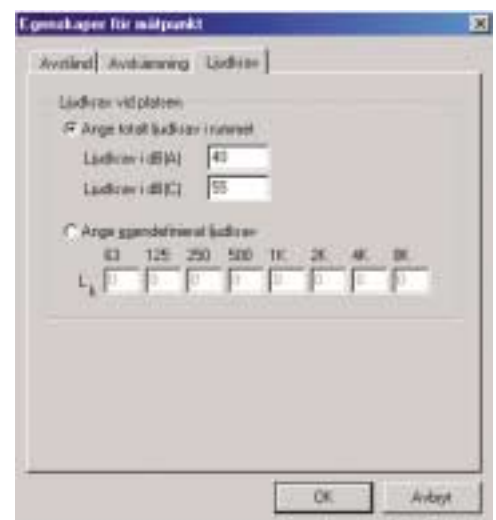 Egenskaper för mätpunkt
Avstånd Avskärmning Ljudkrav
Ljudkrav vid platsen
Ange totalt ljudkrav i rummet
Ljudkrav i dB(A) 40
Ljudkrav i dB(C) 55
Ange egendefinierat ljudkrav
63 125 250 500 1K 2K 4K 8K
L 0 0 0 0 0 0 0 0
OK Avbryt